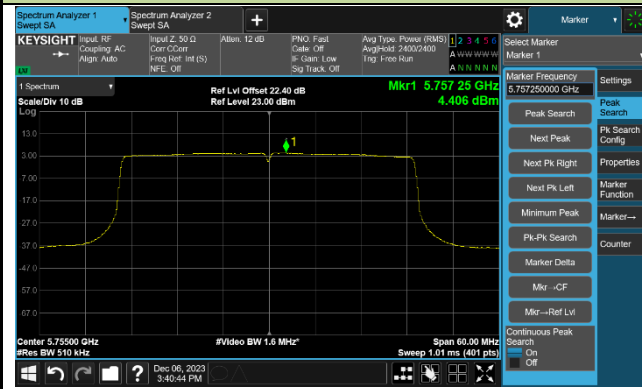 Spectrum Analyzer 1
Swept SA
Spectrum Analyzer 2
Swept SA
+
Marker
KEYSIGHT
Input: RF
Coupling: AC
Align: Auto
Input Z: 50 Ω
Corr CCorr
Freq Ref: Int (S)
NFE: Off
Atten: 12 dB
PNO: Fast
Gate: Off
IF Gain: Low
Sig Track: Off
Avg Type: Power (RMS)
Avg|Hold: 2400/2400
Trig: Free Run
1 2 3 4 5 6
A W W W W W
A N N N N N
LXI
Select Marker
Marker 1
1 Spectrum
Scale/Div 10 dB
Log
Ref Lvl Offset 22.40 dB
Ref Level 23.00 dBm
Mkr1 5.757 25 GHz
4.406 dBm
13.0
3.00
-7.00
-17.0
-27.0
-37.0
-47.0
-57.0
-67.0
1
Center 5.75500 GHz
#Res BW 510 kHz
#Video BW 1.6 MHz*
Span 60.00 MHz
Sweep 1.01 ms (401 pts)
Marker Frequency
5.757250000 GHz
Peak Search
Next Peak
Next Pk Right
Next Pk Left
Minimum Peak
Pk-Pk Search
Marker Delta
Mkr→CF
Mkr→Ref Lvl
Continuous Peak
Search
On
Off
Settings
Peak
Search
Pk Search
Config
Properties
Marker
Function
Marker→
Counter
?
Dec 06, 2023
3:40:44 PM